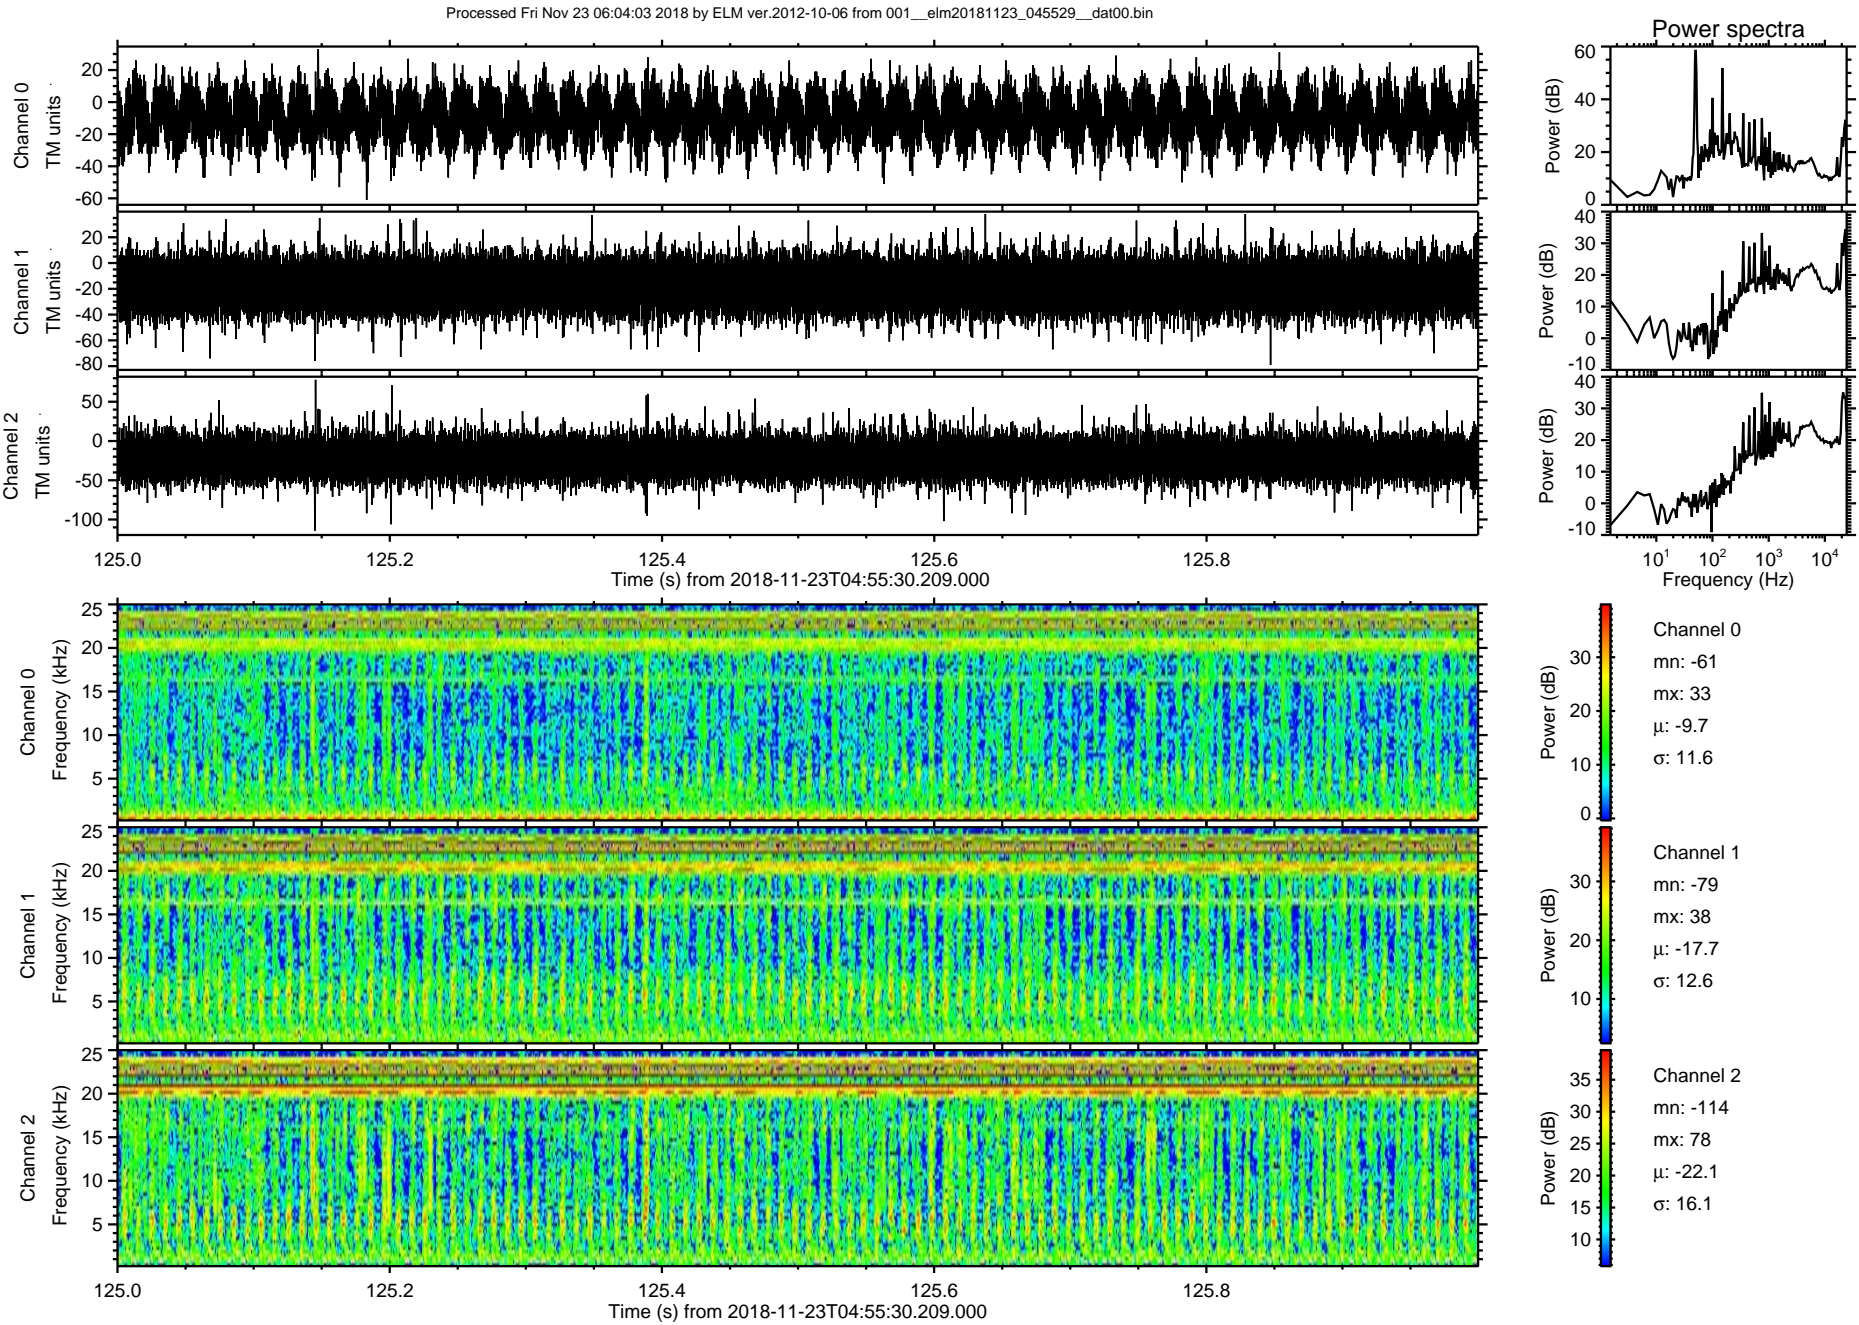 Processed Fri Nov 23 06:04:03 2018 by ELM ver.2012-10-06 from 001__elm20181123_045529__dat00.bin
Power spectra
Channel 0
TM units
20
0
-20
-40
-60
Power (dB)
60
40
20
0
Channel 1
TM units
20
0
-20
-40
-60
-80
Power (dB)
40
30
20
10
0
-10
Channel 2
TM units
50
0
-50
-100
Power (dB)
40
30
20
10
0
-10
125.0 125.2 125.4 125.6 125.8
Time (s) from 2018-11-23T04:55:30.209.000
10^1 10^2 10^3 10^4
Frequency (Hz)
Channel 0
Frequency (kHz)
25
20
15
10
5
Power (dB)
30
20
10
0
Channel 0
mn: -61
mx: 33
μ: -9.7
σ: 11.6
Channel 1
Frequency (kHz)
25
20
15
10
5
Power (dB)
30
20
10
Channel 1
mn: -79
mx: 38
μ: -17.7
σ: 12.6
Channel 2
Frequency (kHz)
25
20
15
10
5
Power (dB)
35
30
25
20
15
10
Channel 2
mn: -114
mx: 78
μ: -22.1
σ: 16.1
125.0 125.2 125.4 125.6 125.8
Time (s) from 2018-11-23T04:55:30.209.000